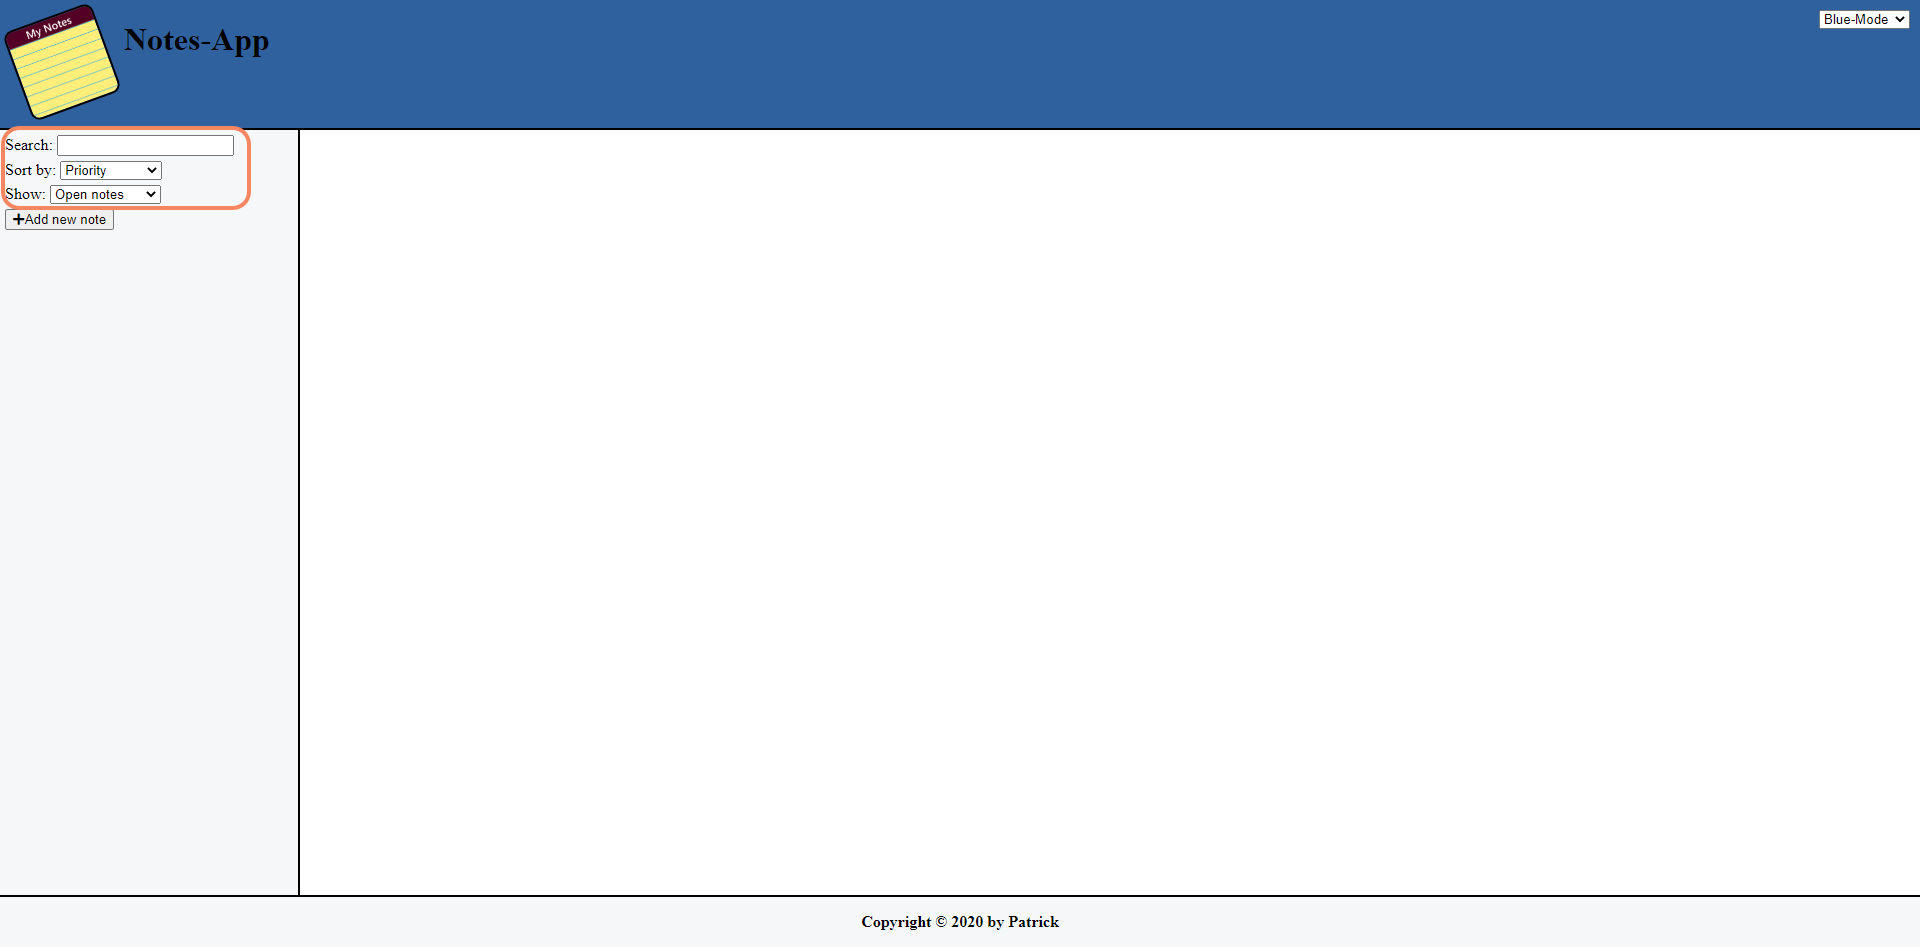 My Notes
Notes-App
Blue-Mode
Search:
Sort by: Priority
Show: Open notes
+Add new note
Copyright © 2020 by Patrick